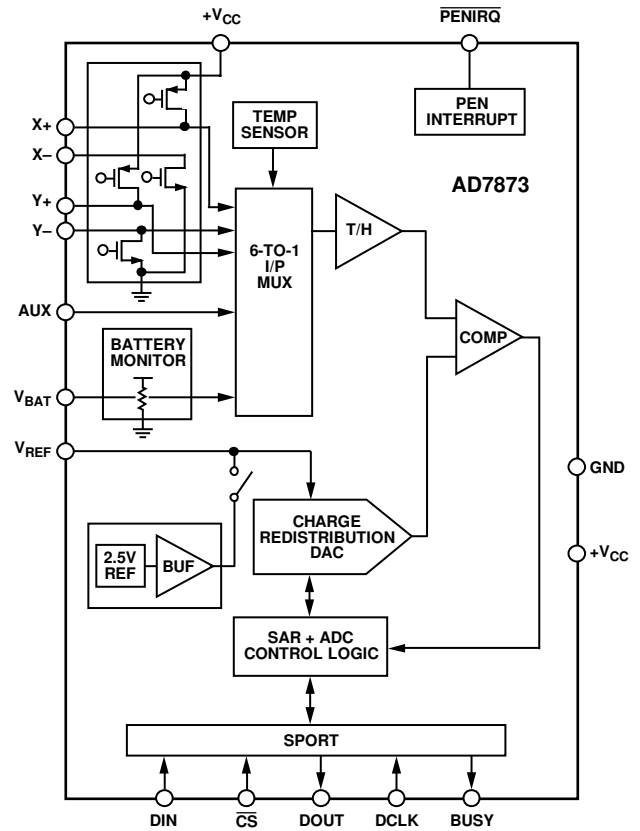 +VCC
PENIRQ
PEN
INTERRUPT
TEMP
SENSOR
AD7873
X+
X–
Y+
Y–
6-TO-1
I/P
MUX
T/H
COMP
AUX
BATTERY
MONITOR
VBAT
VREF
GND
+VCC
CHARGE
REDISTRIBUTION
DAC
2.5V
REF
BUF
SAR + ADC
CONTROL LOGIC
SPORT
DIN
CS
DOUT
DCLK
BUSY